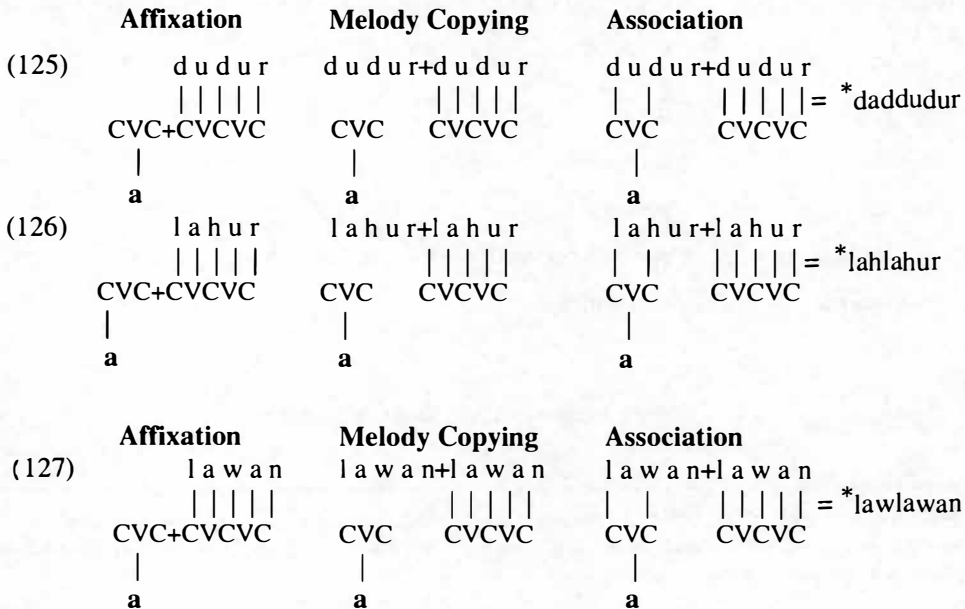 Affixation Melody Copying Association
(125) d u d u r d u d u r+d u d u r d u d u r+d u d u r
| | | | | | | | | | | | | | | | | = *daddudur
CVC+CVCVC CVC CVCVC CVC CVCVC
| | |
a a a
(126) l a h u r l a h u r+l a h u r l a h u r+l a h u r
| | | | | | | | | | | | | | | | | = *lahlahur
CVC+CVCVC CVC CVCVC CVC CVCVC
| | |
a a a
Affixation Melody Copying Association
(127) l a w a n l a w a n+l a w a n l a w a n+l a w a n
| | | | | | | | | | | | | | | | | = *lawlawan
CVC+CVCVC CVC CVCVC CVC CVCVC
| | |
a a a